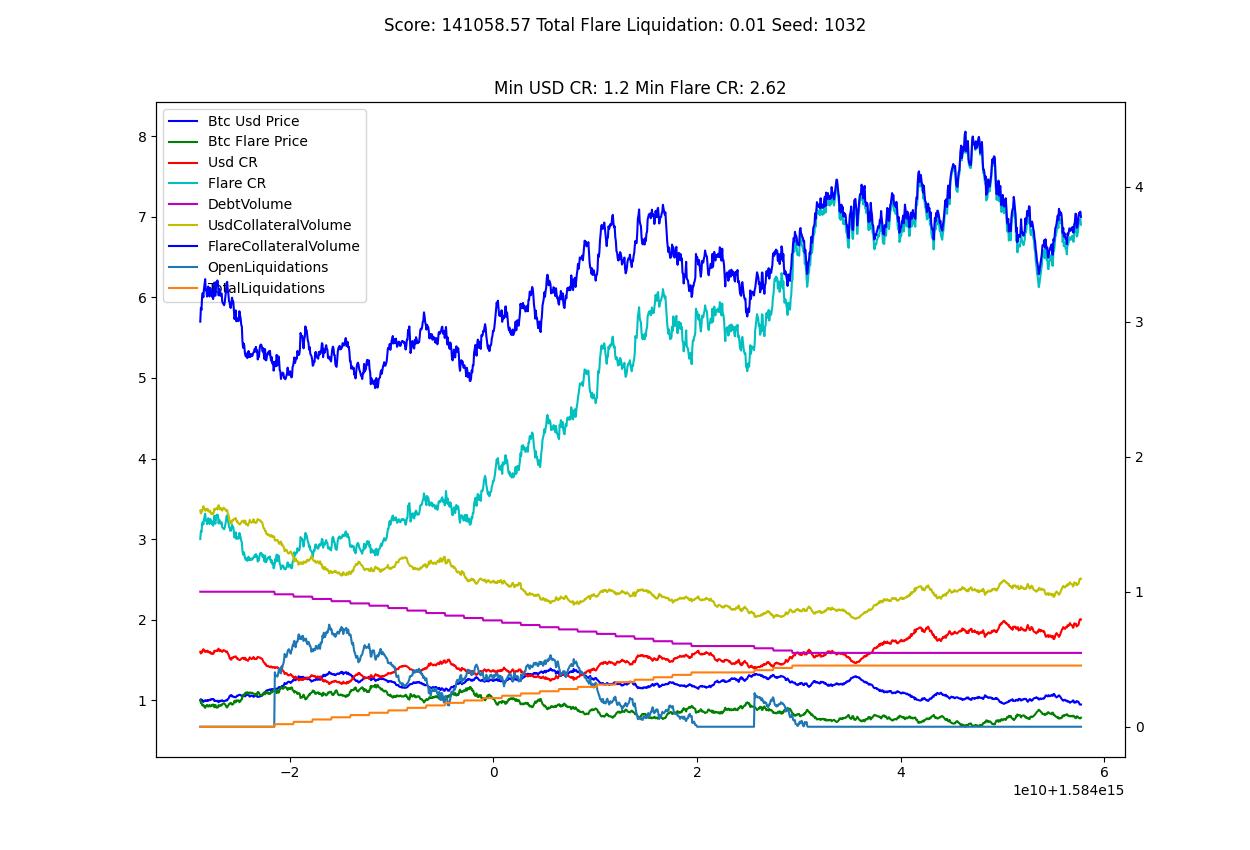 Score: 141058.57 Total Flare Liquidation: 0.01 Seed: 1032
Min USD CR: 1.2 Min Flare CR: 2.62
Btc Usd Price
Btc Flare Price
Usd CR
Flare CR
DebtVolume
UsdCollateralVolume
FlareCollateralVolume
OpenLiquidations
TotalLiquidations
8
7
6
5
4
3
2
1
4
3
2
1
0
−2 0 2 4 6
1e10+1.584e15